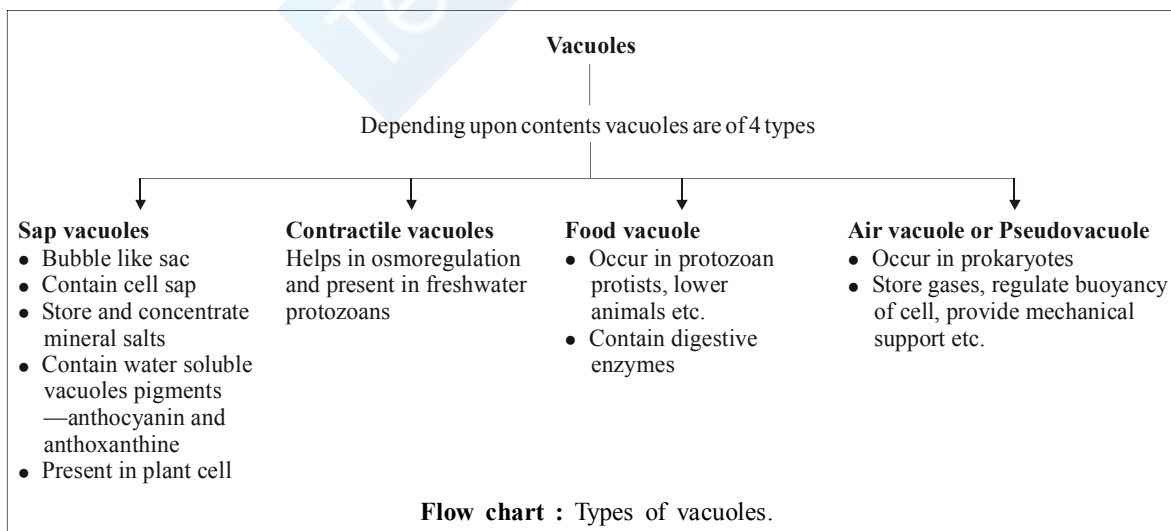 Vacuoles
Depending upon contents vacuoles are of 4 types
Sap vacuoles
● Bubble like sac
● Contain cell sap
● Store and concentrate
mineral salts
● Contain water soluble
vacuoles pigments
—anthocyanin and
anthoxanthine
● Present in plant cell
Contractile vacuoles
Helps in osmoregulation
and present in freshwater
protozoans
Food vacuole
● Occur in protozoan
protists, lower
animals etc.
● Contain digestive
enzymes
Air vacuole or Pseudovacuole
● Occur in prokaryotes
● Store gases, regulate buoyancy
of cell, provide mechanical
support etc.
Flow chart : Types of vacuoles.